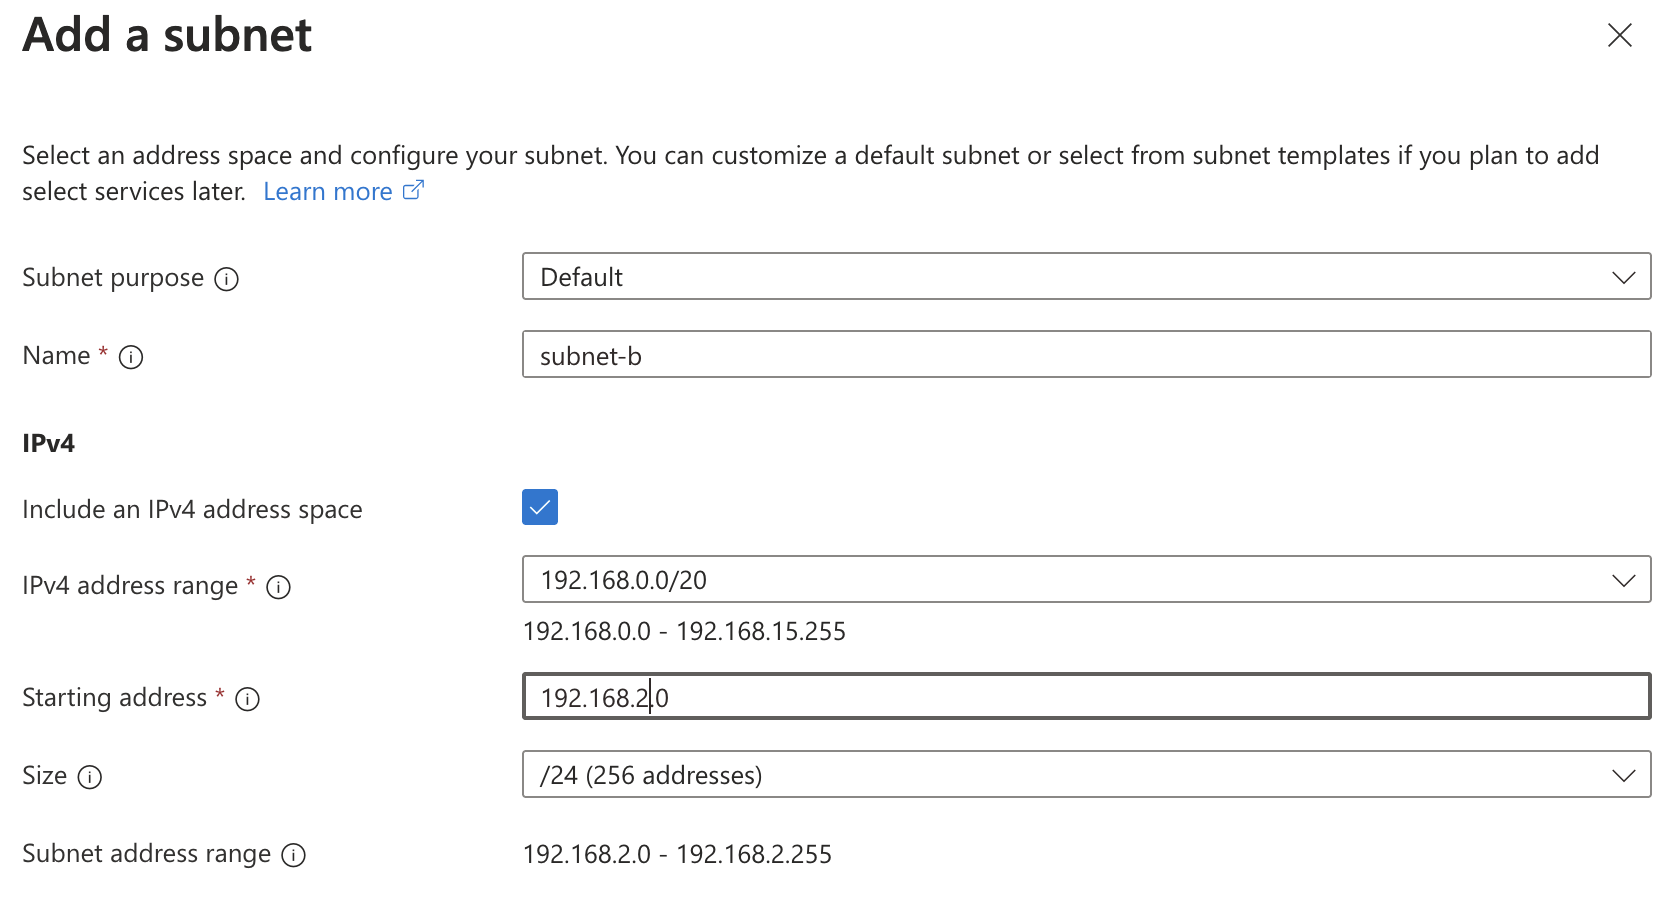 Add a subnet
Select an address space and configure your subnet. You can customize a default subnet or select from subnet templates if you plan to add
select services later. Learn more
Subnet purpose
Default
Name *
subnet-b
IPv4
Include an IPv4 address space
IPv4 address range *
192.168.0.0/20
192.168.0.0 - 192.168.15.255
Starting address *
192.168.2.0
Size
/24 (256 addresses)
Subnet address range
192.168.2.0 - 192.168.2.255